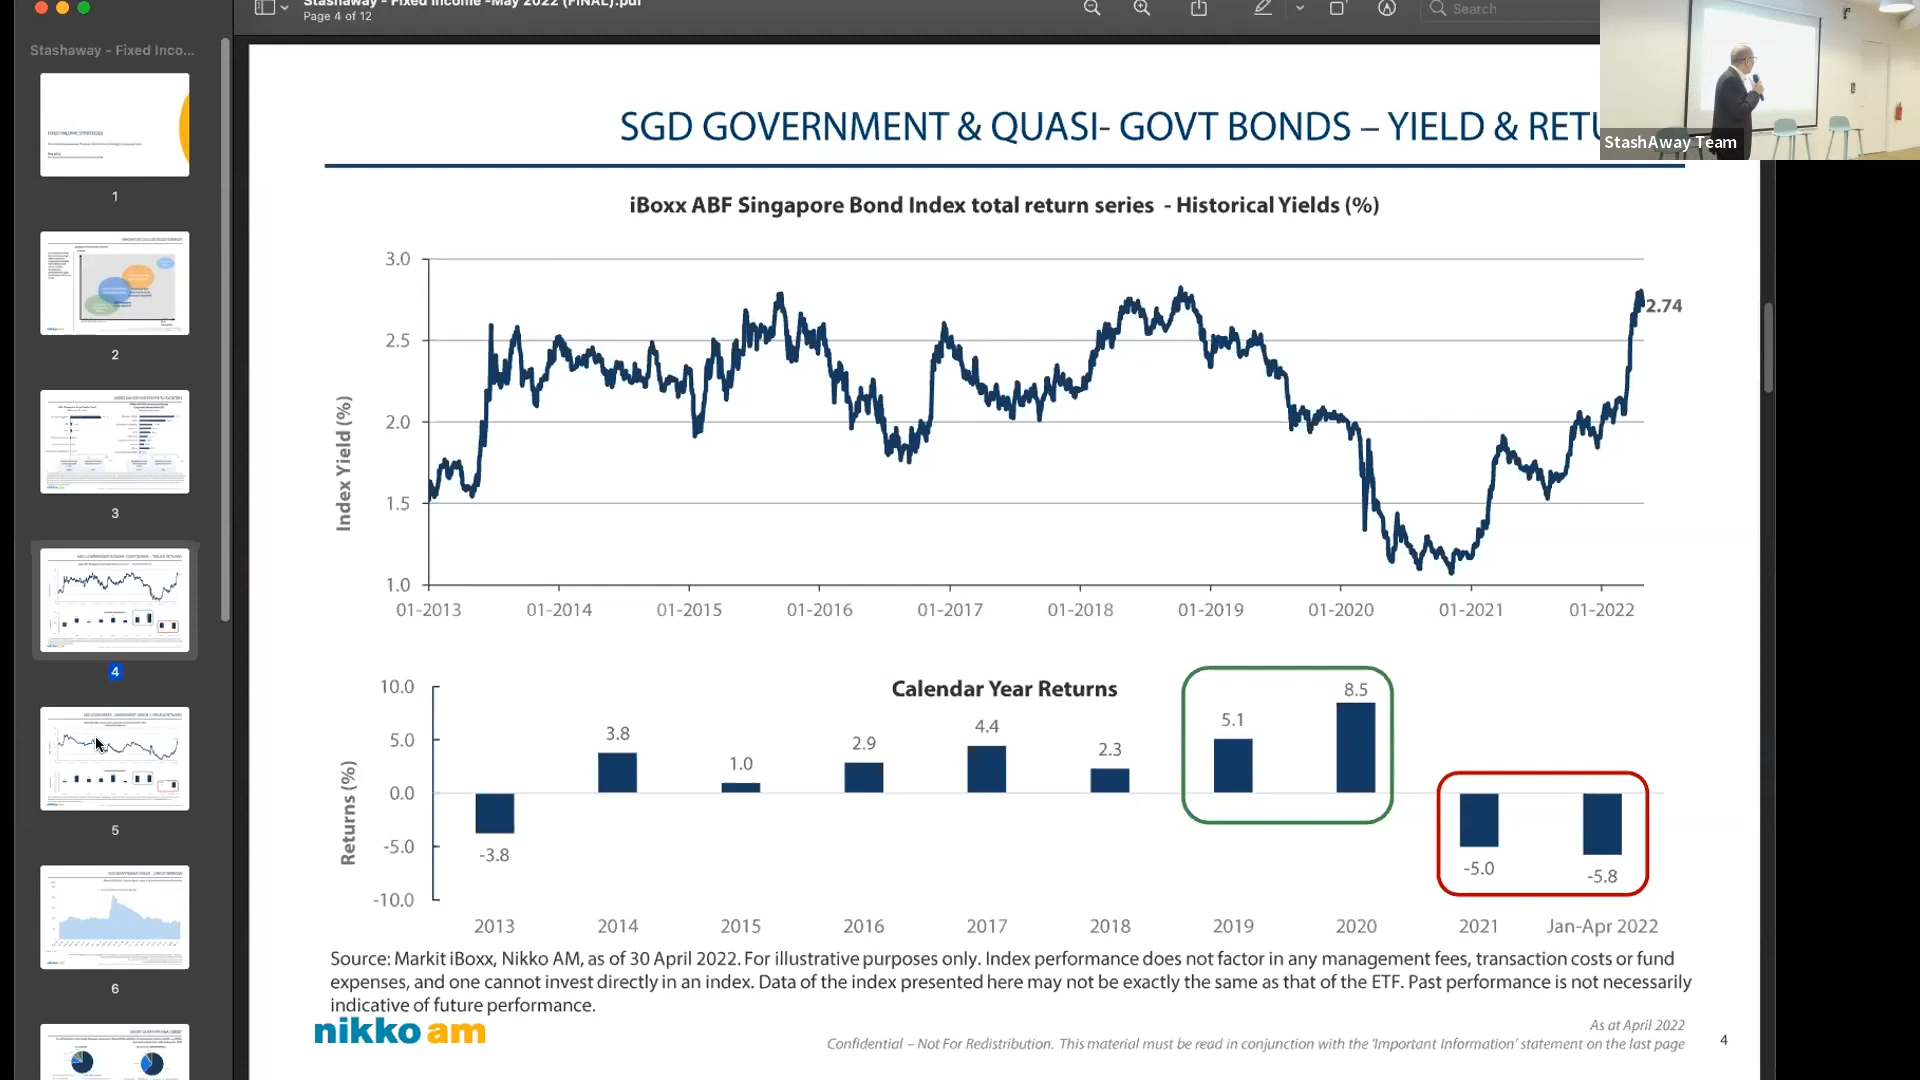 Stashaway - Fixed Income -May 2022 (FINAL).pdf
Page 4 of 12
Search
Stashaway - Fixed Inco...
1
2
3
4
5
6
StashAway Team
SGD GOVERNMENT & QUASI- GOVT BONDS – YIELD & RETU
iBoxx ABF Singapore Bond Index total return series - Historical Yields (%)
Index Yield (%)
3.0
2.5
2.0
1.5
1.0
2.74
01-2013 01-2014 01-2015 01-2016 01-2017 01-2018 01-2019 01-2020 01-2021 01-2022
Calendar Year Returns
Returns (%)
10.0
5.0
0.0
-5.0
-10.0
-3.8 3.8 1.0 2.9 4.4 2.3 5.1 8.5 -5.0 -5.8
2013 2014 2015 2016 2017 2018 2019 2020 2021 Jan-Apr 2022
Source: Markit iBoxx, Nikko AM, as of 30 April 2022. For illustrative purposes only. Index performance does not factor in any management fees, transaction costs or fund
expenses, and one cannot invest directly in an index. Data of the index presented here may not be exactly the same as that of the ETF. Past performance is not necessarily
indicative of future performance.
nikko am
As at April 2022
Confidential – Not For Redistribution. This material must be read in conjunction with the 'Important Information' statement on the last page
4